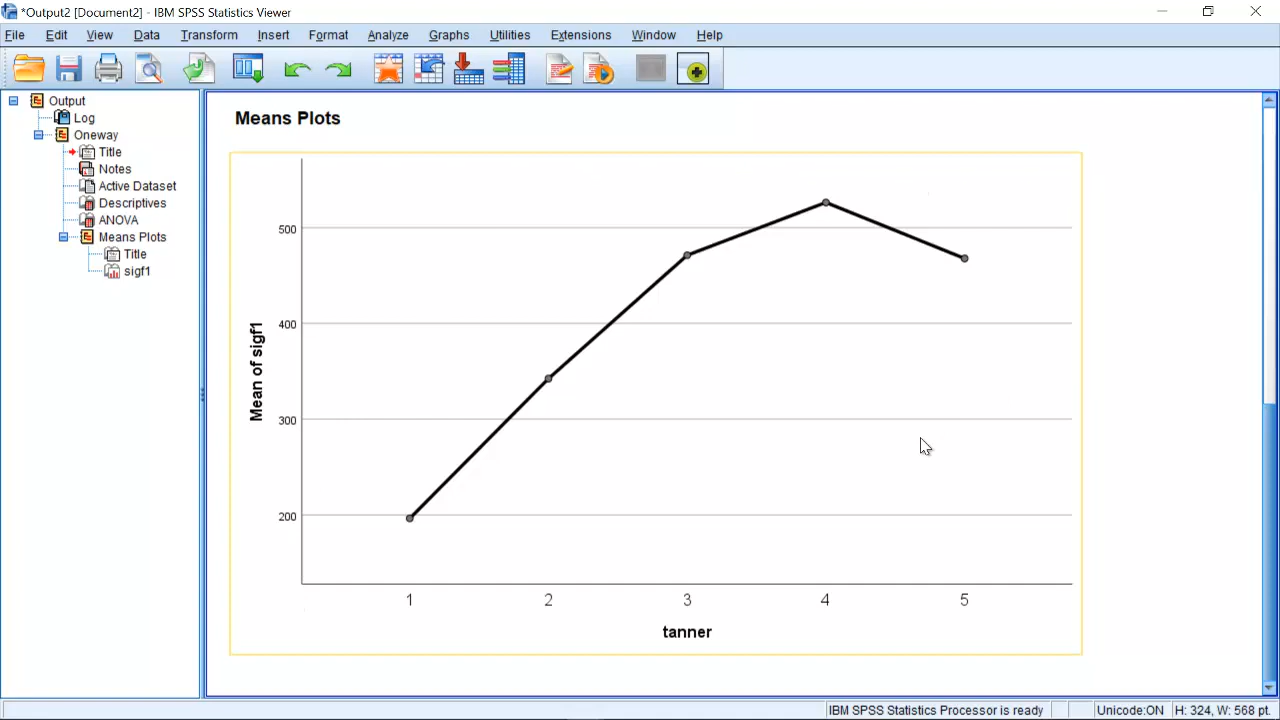 *Output2 [Document2] - IBM SPSS Statistics Viewer
File Edit View Data Transform Insert Format Analyze Graphs Utilities Extensions Window Help
Output
Log
Oneway
Title
Notes
Active Dataset
Descriptives
ANOVA
Means Plots
Title
sigf1
Means Plots
Mean of sigf1
500
400
300
200
1 2 3 4 5
tanner
IBM SPSS Statistics Processor is ready Unicode:ON H: 324, W: 568 pt.